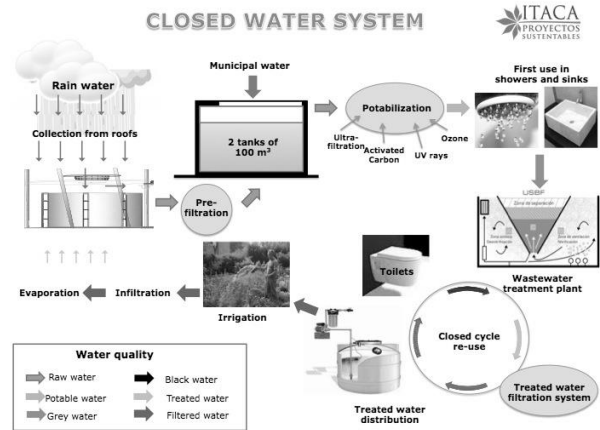 CLOSED WATER SYSTEM
ITACA
PROYECTOS
SUSTENTABLES
Rain water
Collection from roofs
Municipal water
2 tanks of
100 m³
Pre-
filtration
Potabilization
Ultra-
filtration
Activated
Carbon
UV rays
Ozone
First use in
showers and sinks
USBF
Wastewater
treatment plant
Toilets
Closed cycle
re-use
Treated water
filtration system
Treated water
distribution
Irrigation
Infiltration
Evaporation
Water quality
Raw water
Potable water
Grey water
Black water
Treated water
Filtered water